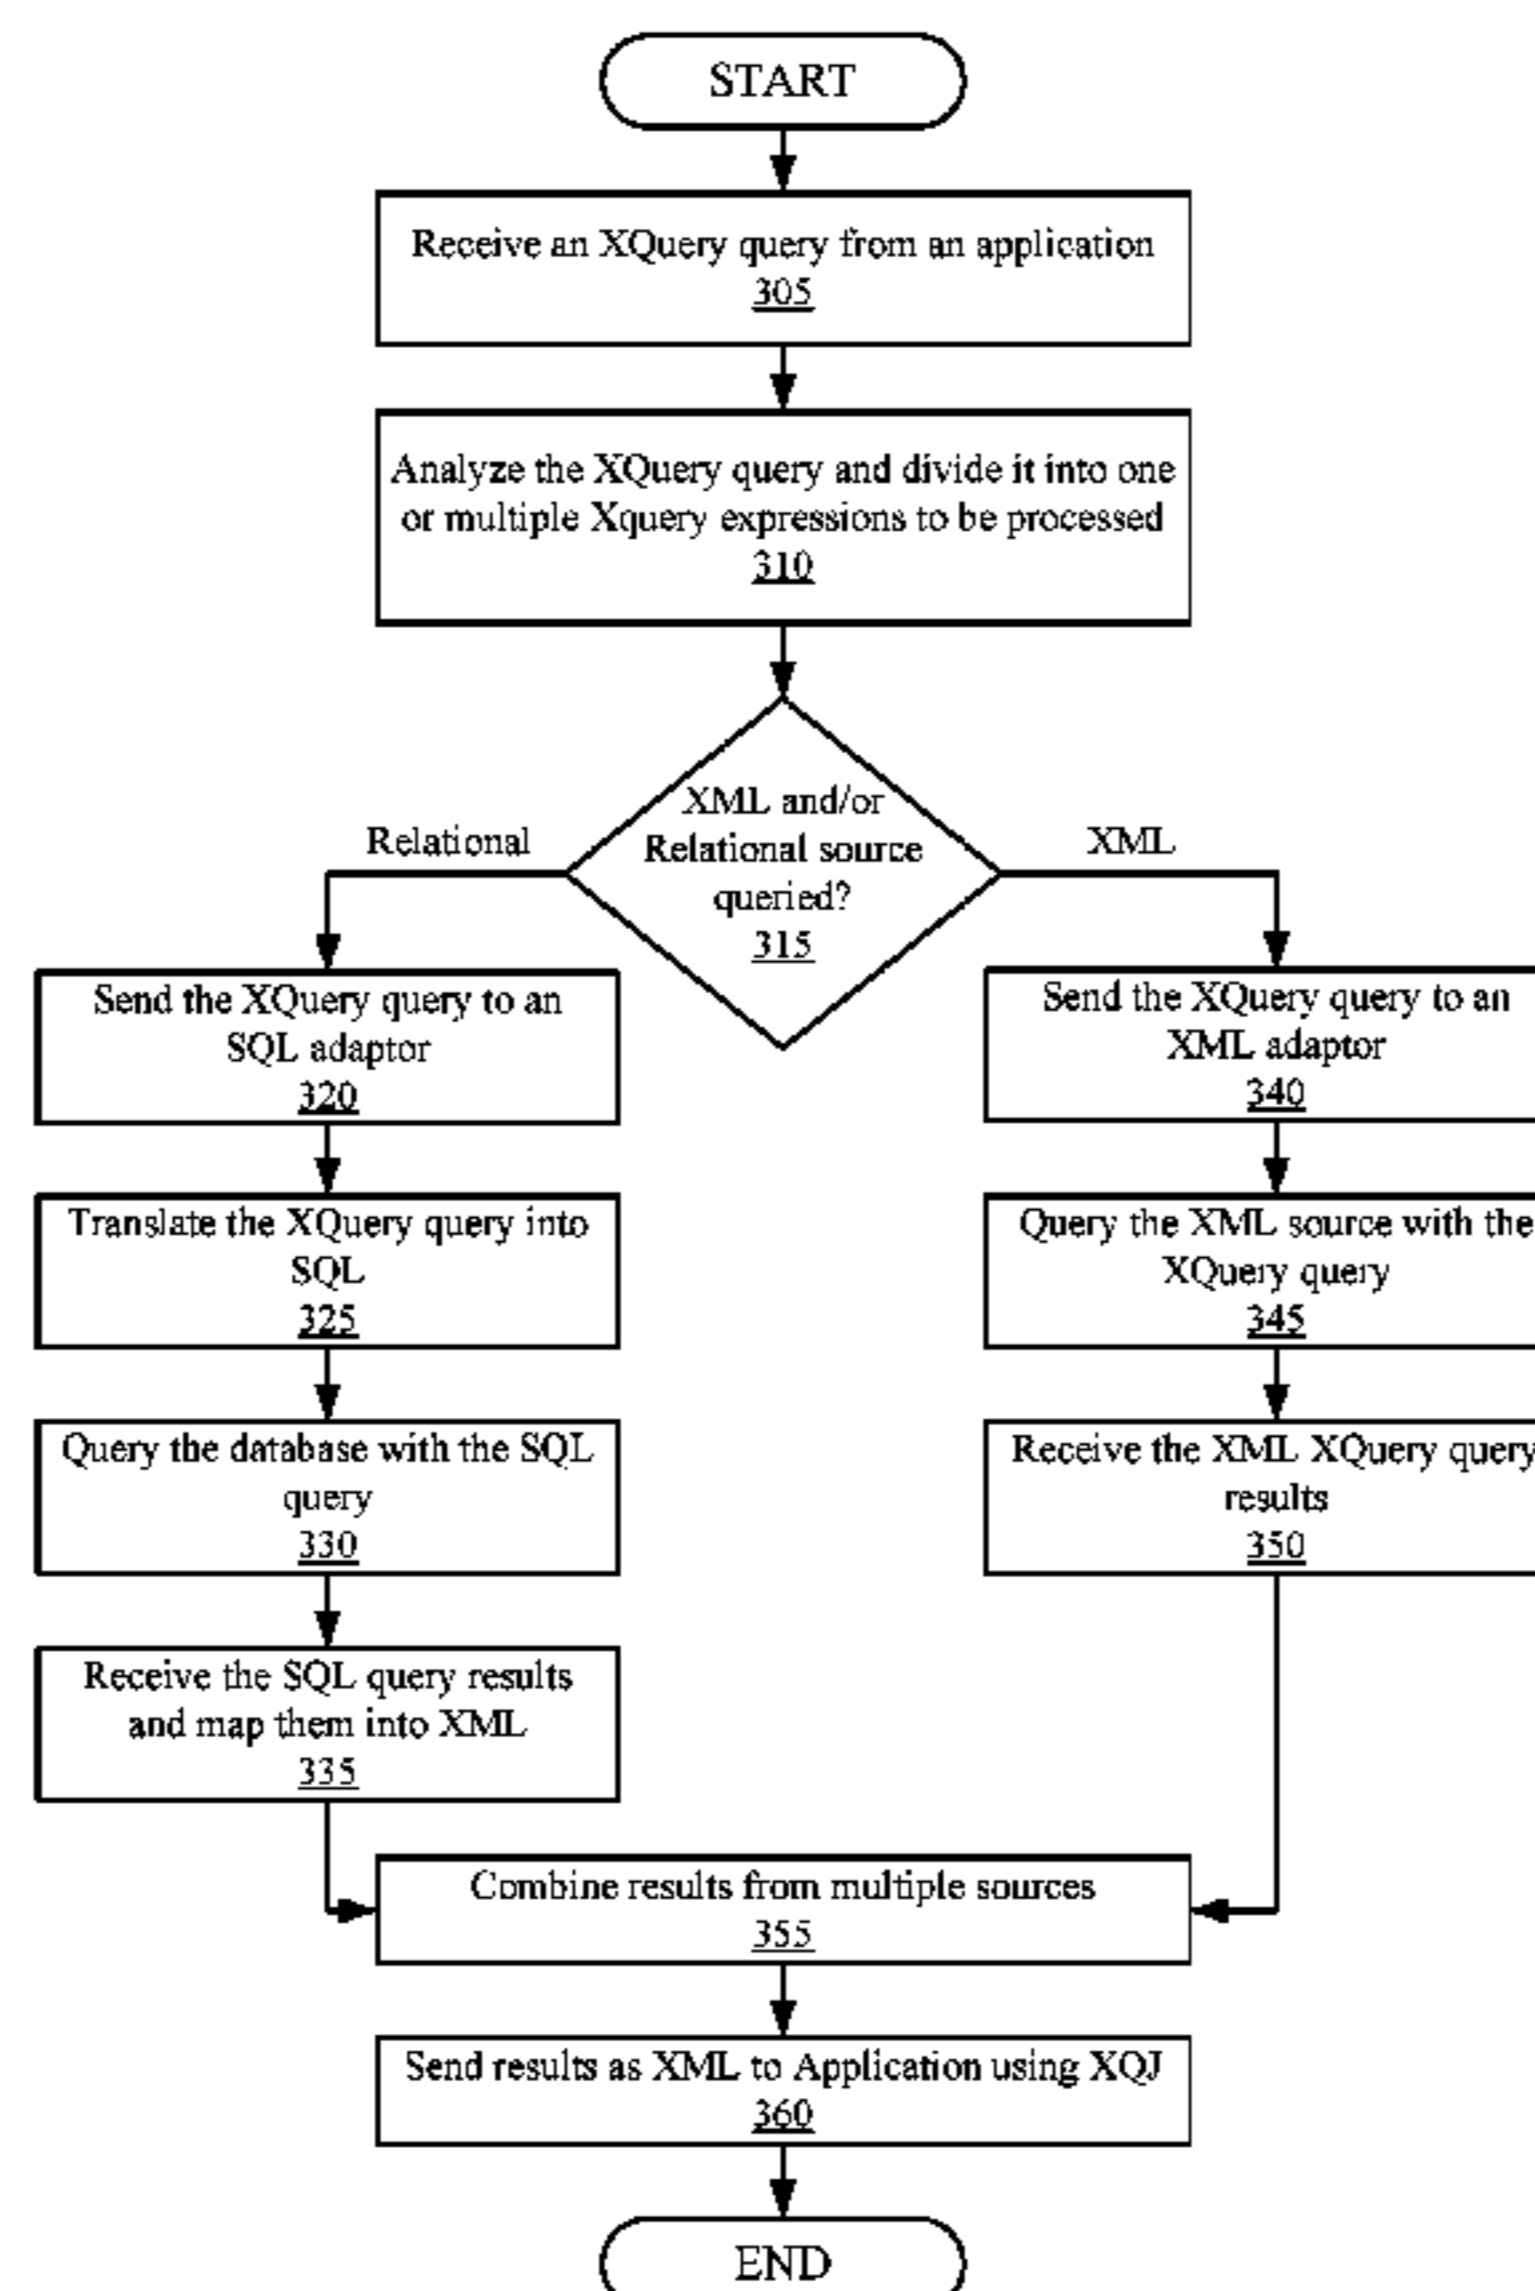 START
Receive an XQuery query from an application
305
Analyze the XQuery query and divide it into one
or multiple Xquery expressions to be processed
310
XML and/or
Relational source
queried?
315
Relational
XML
Send the XQuery query to an
SQL adaptor
320
Translate the XQuery query into
SQL
325
Query the database with the SQL
query
330
Receive the SQL query results
and map them into XML
335
Send the XQuery query to an
XML adaptor
340
Query the XML source with the
XQuery query
345
Receive the XML XQuery query
results
350
Combine results from multiple sources
355
Send results as XML to Application using XQJ
360
END